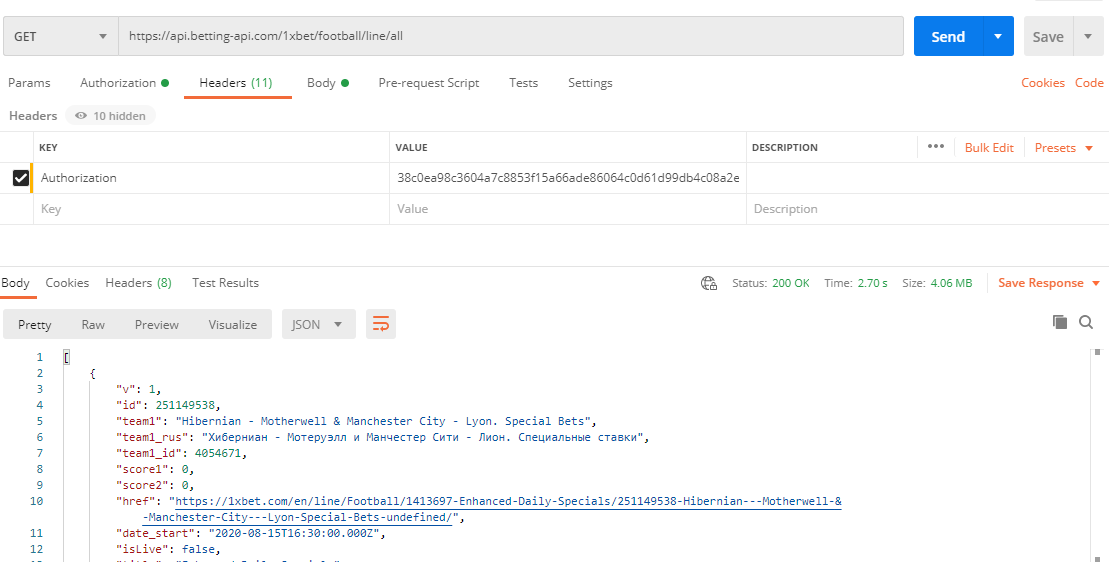 GET https://api.betting-api.com/1xbet/football/line/all Send Save
Params Authorization Headers (11) Body Pre-request Script Tests Settings Cookies Code
Headers 10 hidden
KEY VALUE DESCRIPTION ••• Bulk Edit Presets
Authorization 38c0ea98c3604a7c8853f15a66ade86064c0d61d99db4c08a2e
Key Value Description
Body Cookies Headers (8) Test Results Status: 200 OK Time: 2.70 s Size: 4.06 MB Save Response
Pretty Raw Preview Visualize JSON
1 [
2 {
3 "v": 1,
4 "id": 251149538,
5 "team1": "Hibernian - Motherwell & Manchester City - Lyon. Special Bets",
6 "team1_rus": "Хиберниан - Мотеруэлл и Манчестер Сити - Лион. Специальные ставки",
7 "team1_id": 4054671,
8 "score1": 0,
9 "score2": 0,
10 "href": "https://1xbet.com/en/line/Football/1413697-Enhanced-Daily-Specials/251149538-Hibernian---Motherwell-&
-Manchester-City---Lyon-Special-Bets-undefined/",
11 "date_start": "2020-08-15T16:30:00.000Z",
12 "isLive": false,